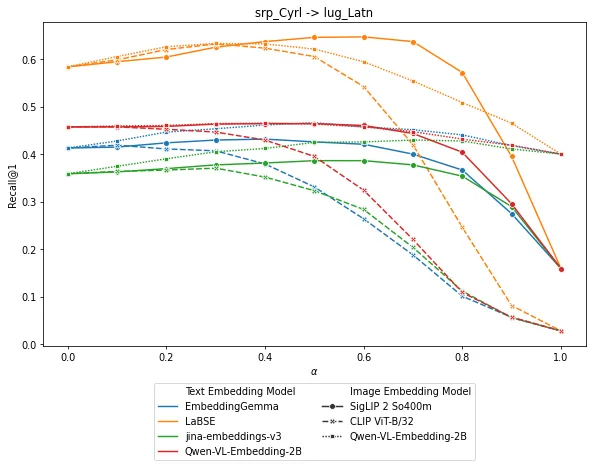 srp_Cyrl -> lug_Latn
Recall@1
0.6
0.5
0.4
0.3
0.2
0.1
0.0
0.0 0.2 0.4 0.6 0.8 1.0
α
Text Embedding Model Image Embedding Model
EmbeddingGemma SigLIP 2 So400m
LaBSE CLIP ViT-B/32
jina-embeddings-v3 Qwen-VL-Embedding-2B
Qwen-VL-Embedding-2B